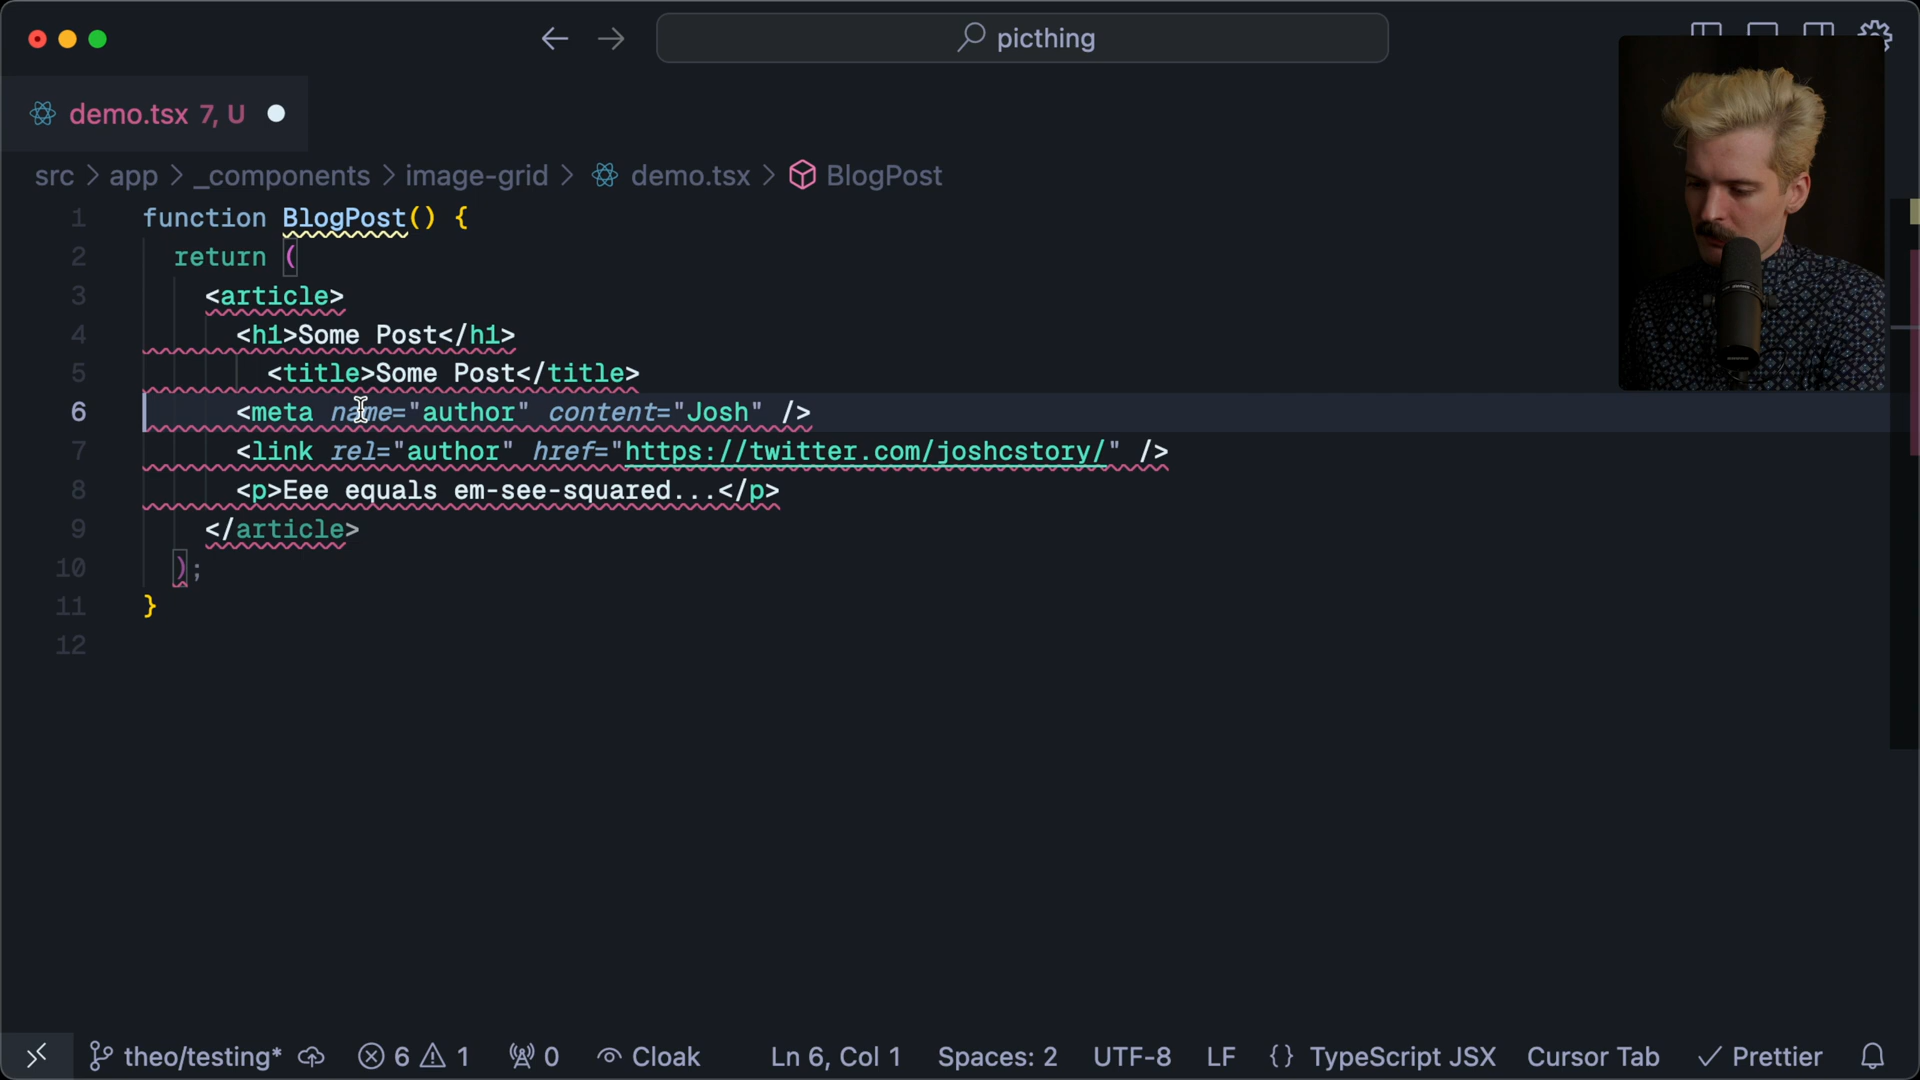 picthing
demo.tsx 7, U
src > app > _components > image-grid > demo.tsx > BlogPost
1 function BlogPost() {
2 return (
3 <article>
4 <h1>Some Post</h1>
5 <title>Some Post</title>
6 <meta name="author" content="Josh" />
7 <link rel="author" href="https://twitter.com/joshcstory/" />
8 <p>Eee equals em-see-squared...</p>
9 </article>
10 );
11 }
12
theo/testing* 6 1 0 Cloak Ln 6, Col 1 Spaces: 2 UTF-8 LF {} TypeScript JSX Cursor Tab Prettier